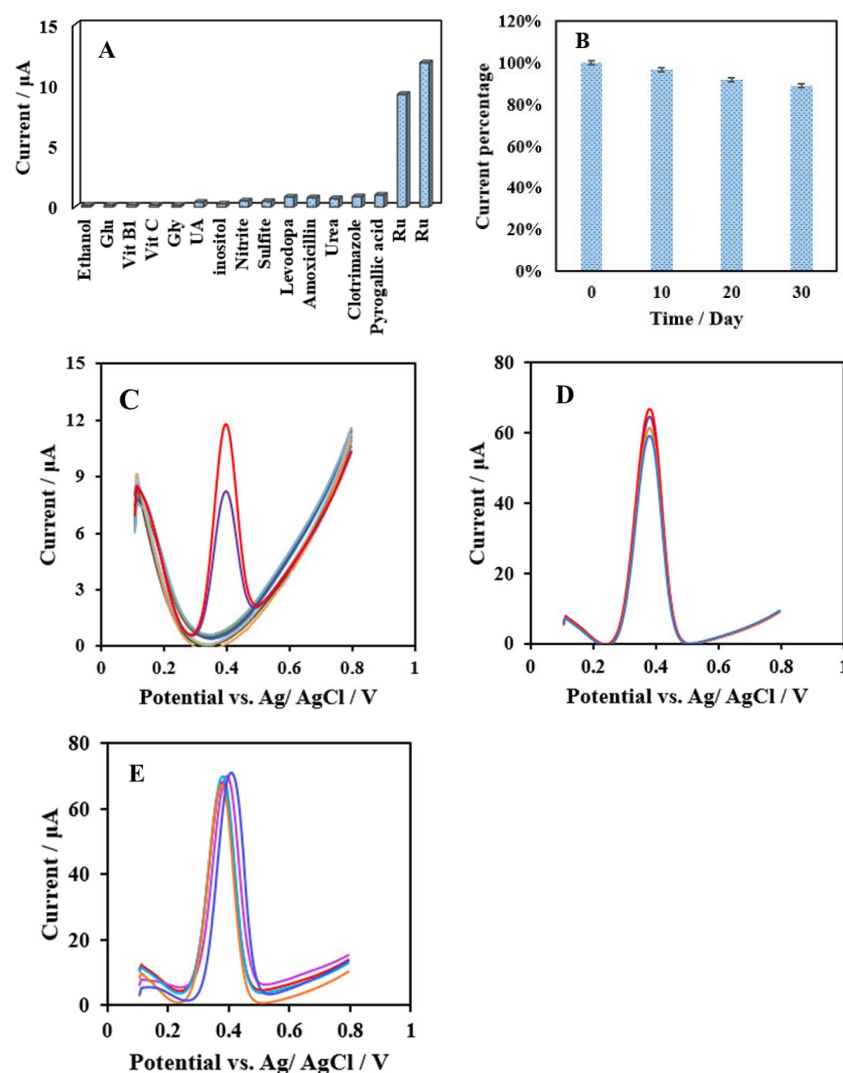 A
Current / µA
15
10
5
0
Ethanol
Glu
Vit B1
Vit C
Gly
UA
inositol
Nitrite
Sulfite
Levodopa
Amoxicillin
Urea
Clotrimazole
Pyrogallic acid
Ru
Ru
B
Current percentage
120%
100%
80%
60%
40%
20%
0%
0 10 20 30
Time / Day
C
Current / µA
15
12
9
6
3
0
0 0.2 0.4 0.6 0.8 1
Potential vs. Ag/ AgCl / V
D
Current / µA
80
60
40
20
0
0 0.2 0.4 0.6 0.8 1
Potential vs. Ag/ AgCl / V
E
Current / µA
80
60
40
20
0
0 0.2 0.4 0.6 0.8 1
Potential vs. Ag/ AgCl / V